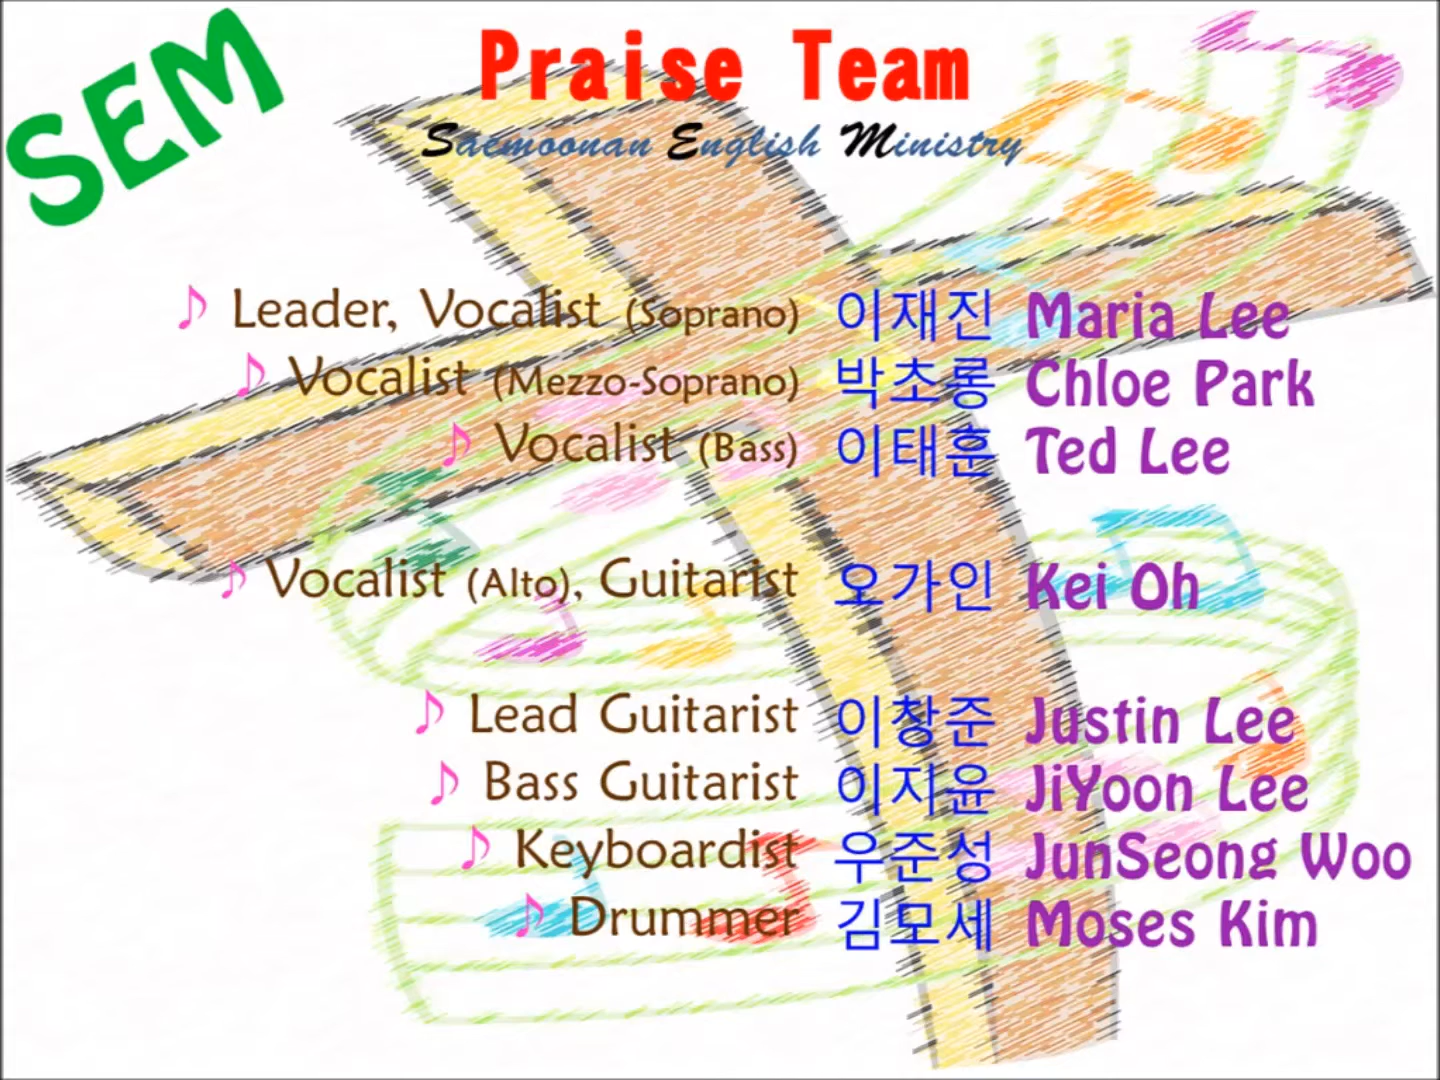 SEM
Praise Team
Saemoonan English Ministry
♪ Leader, Vocalist (Soprano) 이재진 Maria Lee
♪ Vocalist (Mezzo-Soprano) 박초롱 Chloe Park
♪ Vocalist (Bass) 이태훈 Ted Lee
♪ Vocalist (Alto), Guitarist 오가인 Kei Oh
♪ Lead Guitarist 이창준 Justin Lee
♪ Bass Guitarist 이지윤 JiYoon Lee
♪ Keyboardist 우준성 JunSeong Woo
♪ Drummer 김모세 Moses Kim